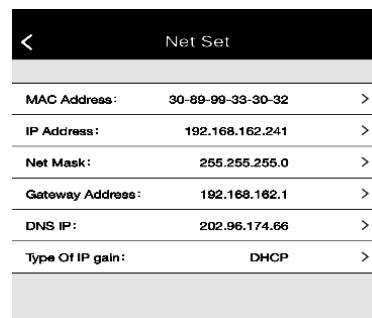 Net Set
MAC Address: 30-89-99-33-30-32
IP Address: 192.168.162.241
Net Mask: 255.255.255.0
Gateway Address: 192.168.162.1
DNS IP: 202.96.174.66
Type Of IP gain: DHCP